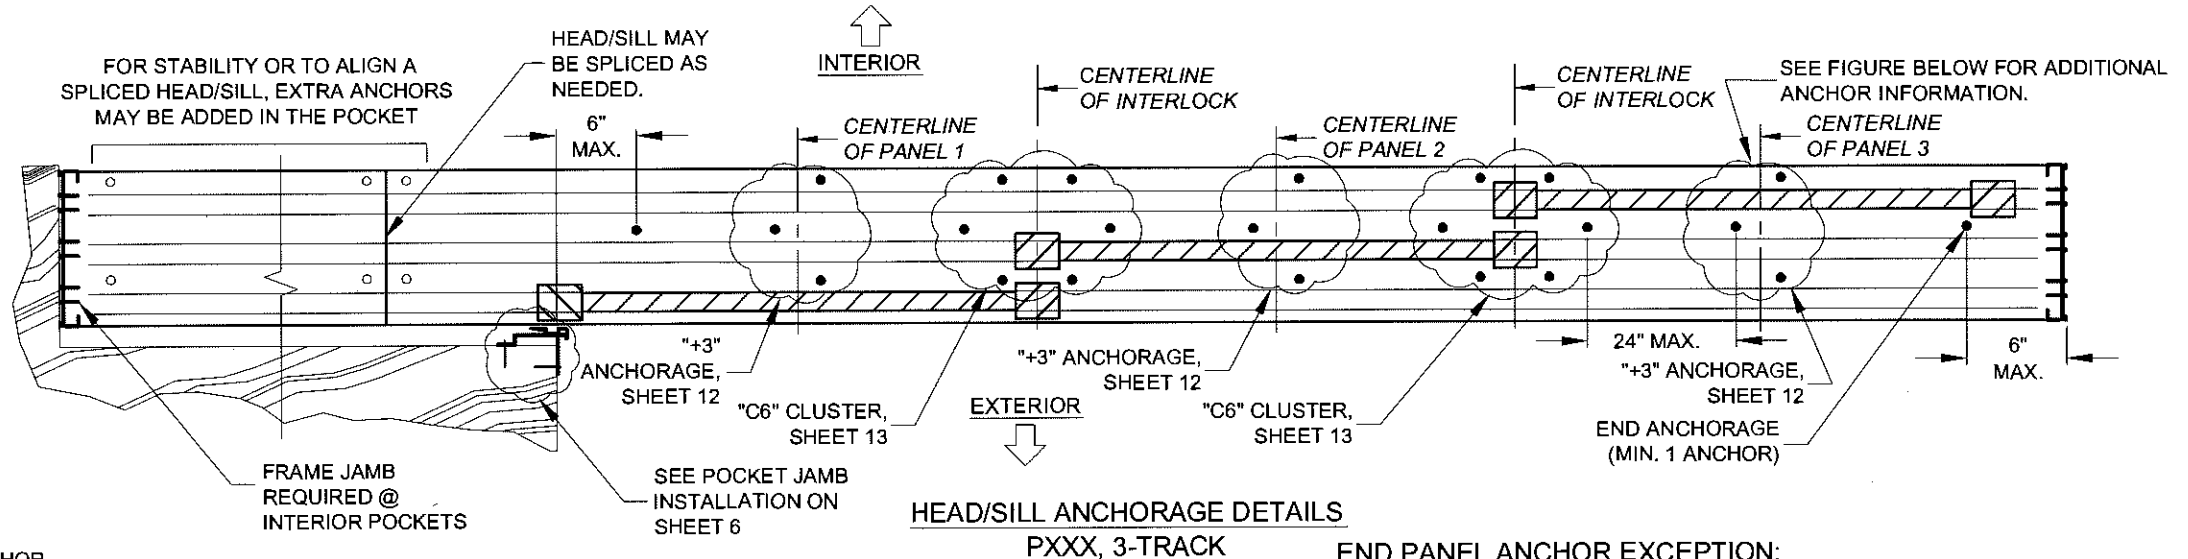 FOR STABILITY OR TO ALIGN A
SPLICED HEAD/SILL, EXTRA ANCHORS
MAY BE ADDED IN THE POCKET
HEAD/SILL MAY
BE SPLICED AS
NEEDED.
INTERIOR
6"
MAX.
CENTERLINE
OF PANEL 1
CENTERLINE
OF INTERLOCK
CENTERLINE
OF PANEL 2
CENTERLINE
OF INTERLOCK
SEE FIGURE BELOW FOR ADDITIONAL
ANCHOR INFORMATION.
CENTERLINE
OF PANEL 3
"+3"
ANCHORAGE,
SHEET 12
"C6" CLUSTER,
SHEET 13
"+3" ANCHORAGE,
SHEET 12
EXTERIOR
"C6" CLUSTER,
SHEET 13
24" MAX.
"+3" ANCHORAGE,
SHEET 12
6"
MAX.
END ANCHORAGE
(MIN. 1 ANCHOR)
FRAME JAMB
REQUIRED @
INTERIOR POCKETS
SEE POCKET JAMB
INSTALLATION ON
SHEET 6
HEAD/SILL ANCHORAGE DETAILS
PXXX, 3-TRACK
END PANEL ANCHOR EXCEPTION: